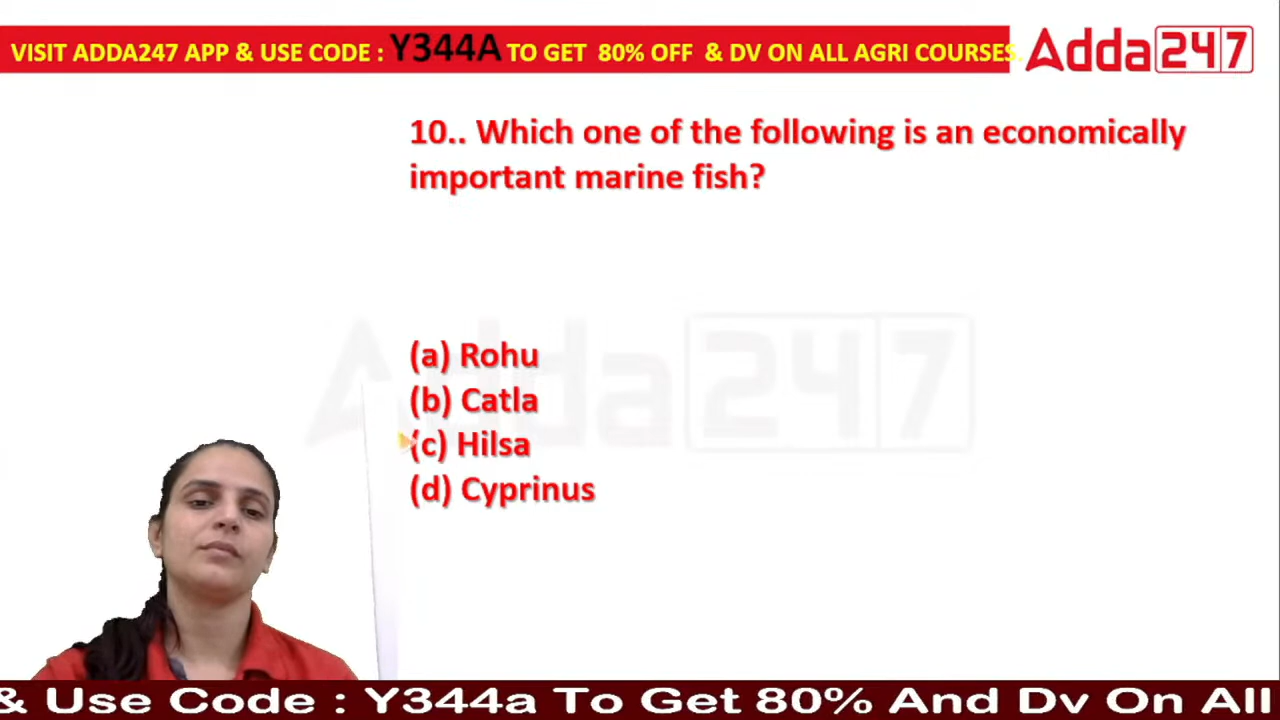 VISIT ADDA247 APP & USE CODE : Y344A TO GET 80% OFF & DV ON ALL AGRI COURSES.
Adda247
10.. Which one of the following is an economically
important marine fish?
Adda247
(a) Rohu
(b) Catla
(c) Hilsa
(d) Cyprinus
& Use Code : Y344a To Get 80% And Dv On All